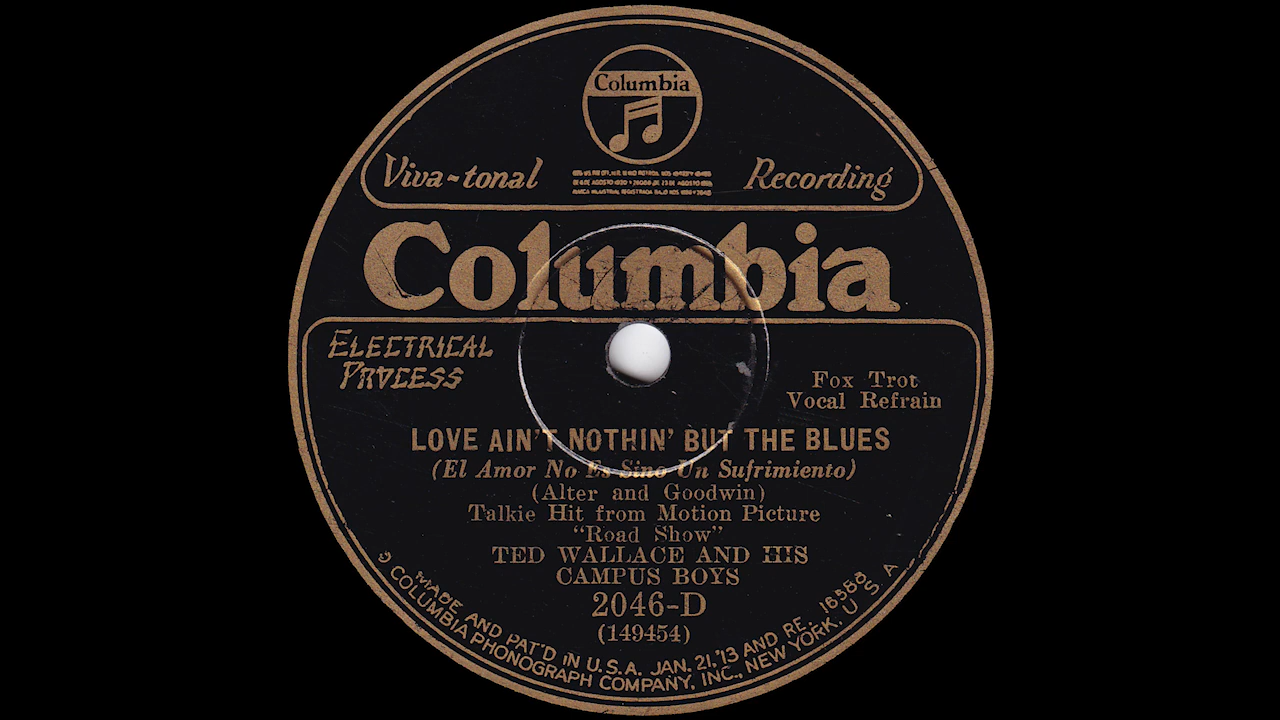 Columbia
Viva-tonal Recording
Columbia
ELECTRICAL
PROCESS
Fox Trot
Vocal Refrain
LOVE AIN'T NOTHIN' BUT THE BLUES
(El Amor No Es Sino Un Sufrimiento)
(Alter and Goodwin)
Talkie Hit from Motion Picture
"Road Show"
TED WALLACE AND HIS
CAMPUS BOYS
2046-D
(149454)
MADE AND PAT'D IN U.S.A. JAN. 21, '13 AND RE. 16588
COLUMBIA PHONOGRAPH COMPANY, INC., NEW YORK. U. S. A